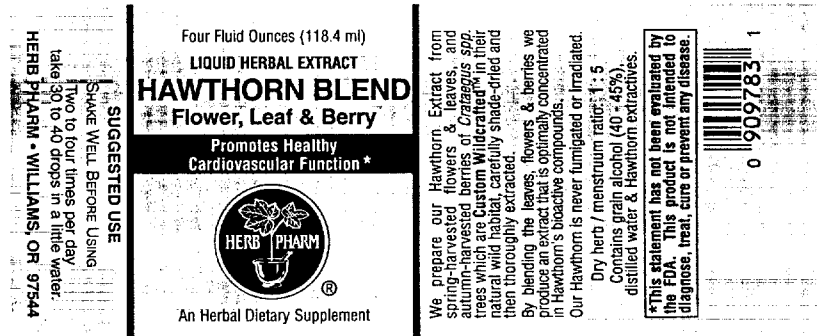 SUGGESTED USE
SHAKE WELL BEFORE USING
Two to four times per day
take 30 to 40 drops in a little water.
HERB PHARM • WILLIAMS, OR 97544
Four Fluid Ounces (118.4 ml)
LIQUID HERBAL EXTRACT
HAWTHORN BLEND
Flower, Leaf & Berry
Promotes Healthy
Cardiovascular Function*
HERB PHARM
®
An Herbal Dietary Supplement
We prepare our Hawthorn Extract from
spring-harvested flowers & leaves, and
autumn-harvested berries of Crataegus spp.
trees which are Custom Wildcrafted™ in their
natural wild habitat, carefully shade-dried and
then thoroughly extracted.
By blending the leaves, flowers & berries we
produce an extract that is optimally concentrated
in Hawthorn's bioactive compounds.
Our Hawthorn is never fumigated or Irradiated.
Dry herb / menstruum ratio: 1 : 5
Contains grain alcohol (40 - 45%),
distilled water & Hawthorn extractives.
*This statement has not been evaluated by
the FDA. This product is not intended to
diagnose, treat, cure or prevent any disease.
0 909783 1